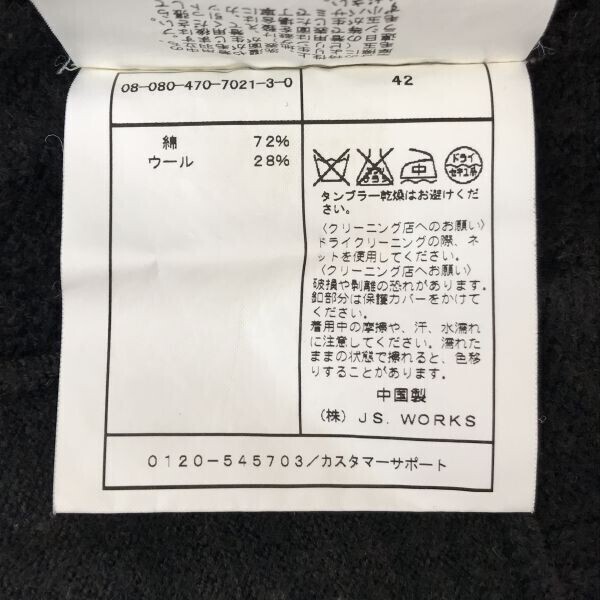 08-080-470-7021-3-0
42
綿 72%
ウール 28%
ドライ
セキユ系
タンブラー乾燥はお避けくだ
さい。
〈クリーニング店へのお願い〉
ドライクリーニングの際、ネ
ットを使用してください。
〈クリーニング店へお願い〉
破損や剥離の恐れがあります。
釦部分は保護カバーをかけて
ください。
着用中の摩擦や、汗、水濡れ
に注意してください。濡れた
ままの状態で擦れると、色移
りすることがあります。
中国製
(株) JS. WORKS
0120-545703/カスタマーサポート